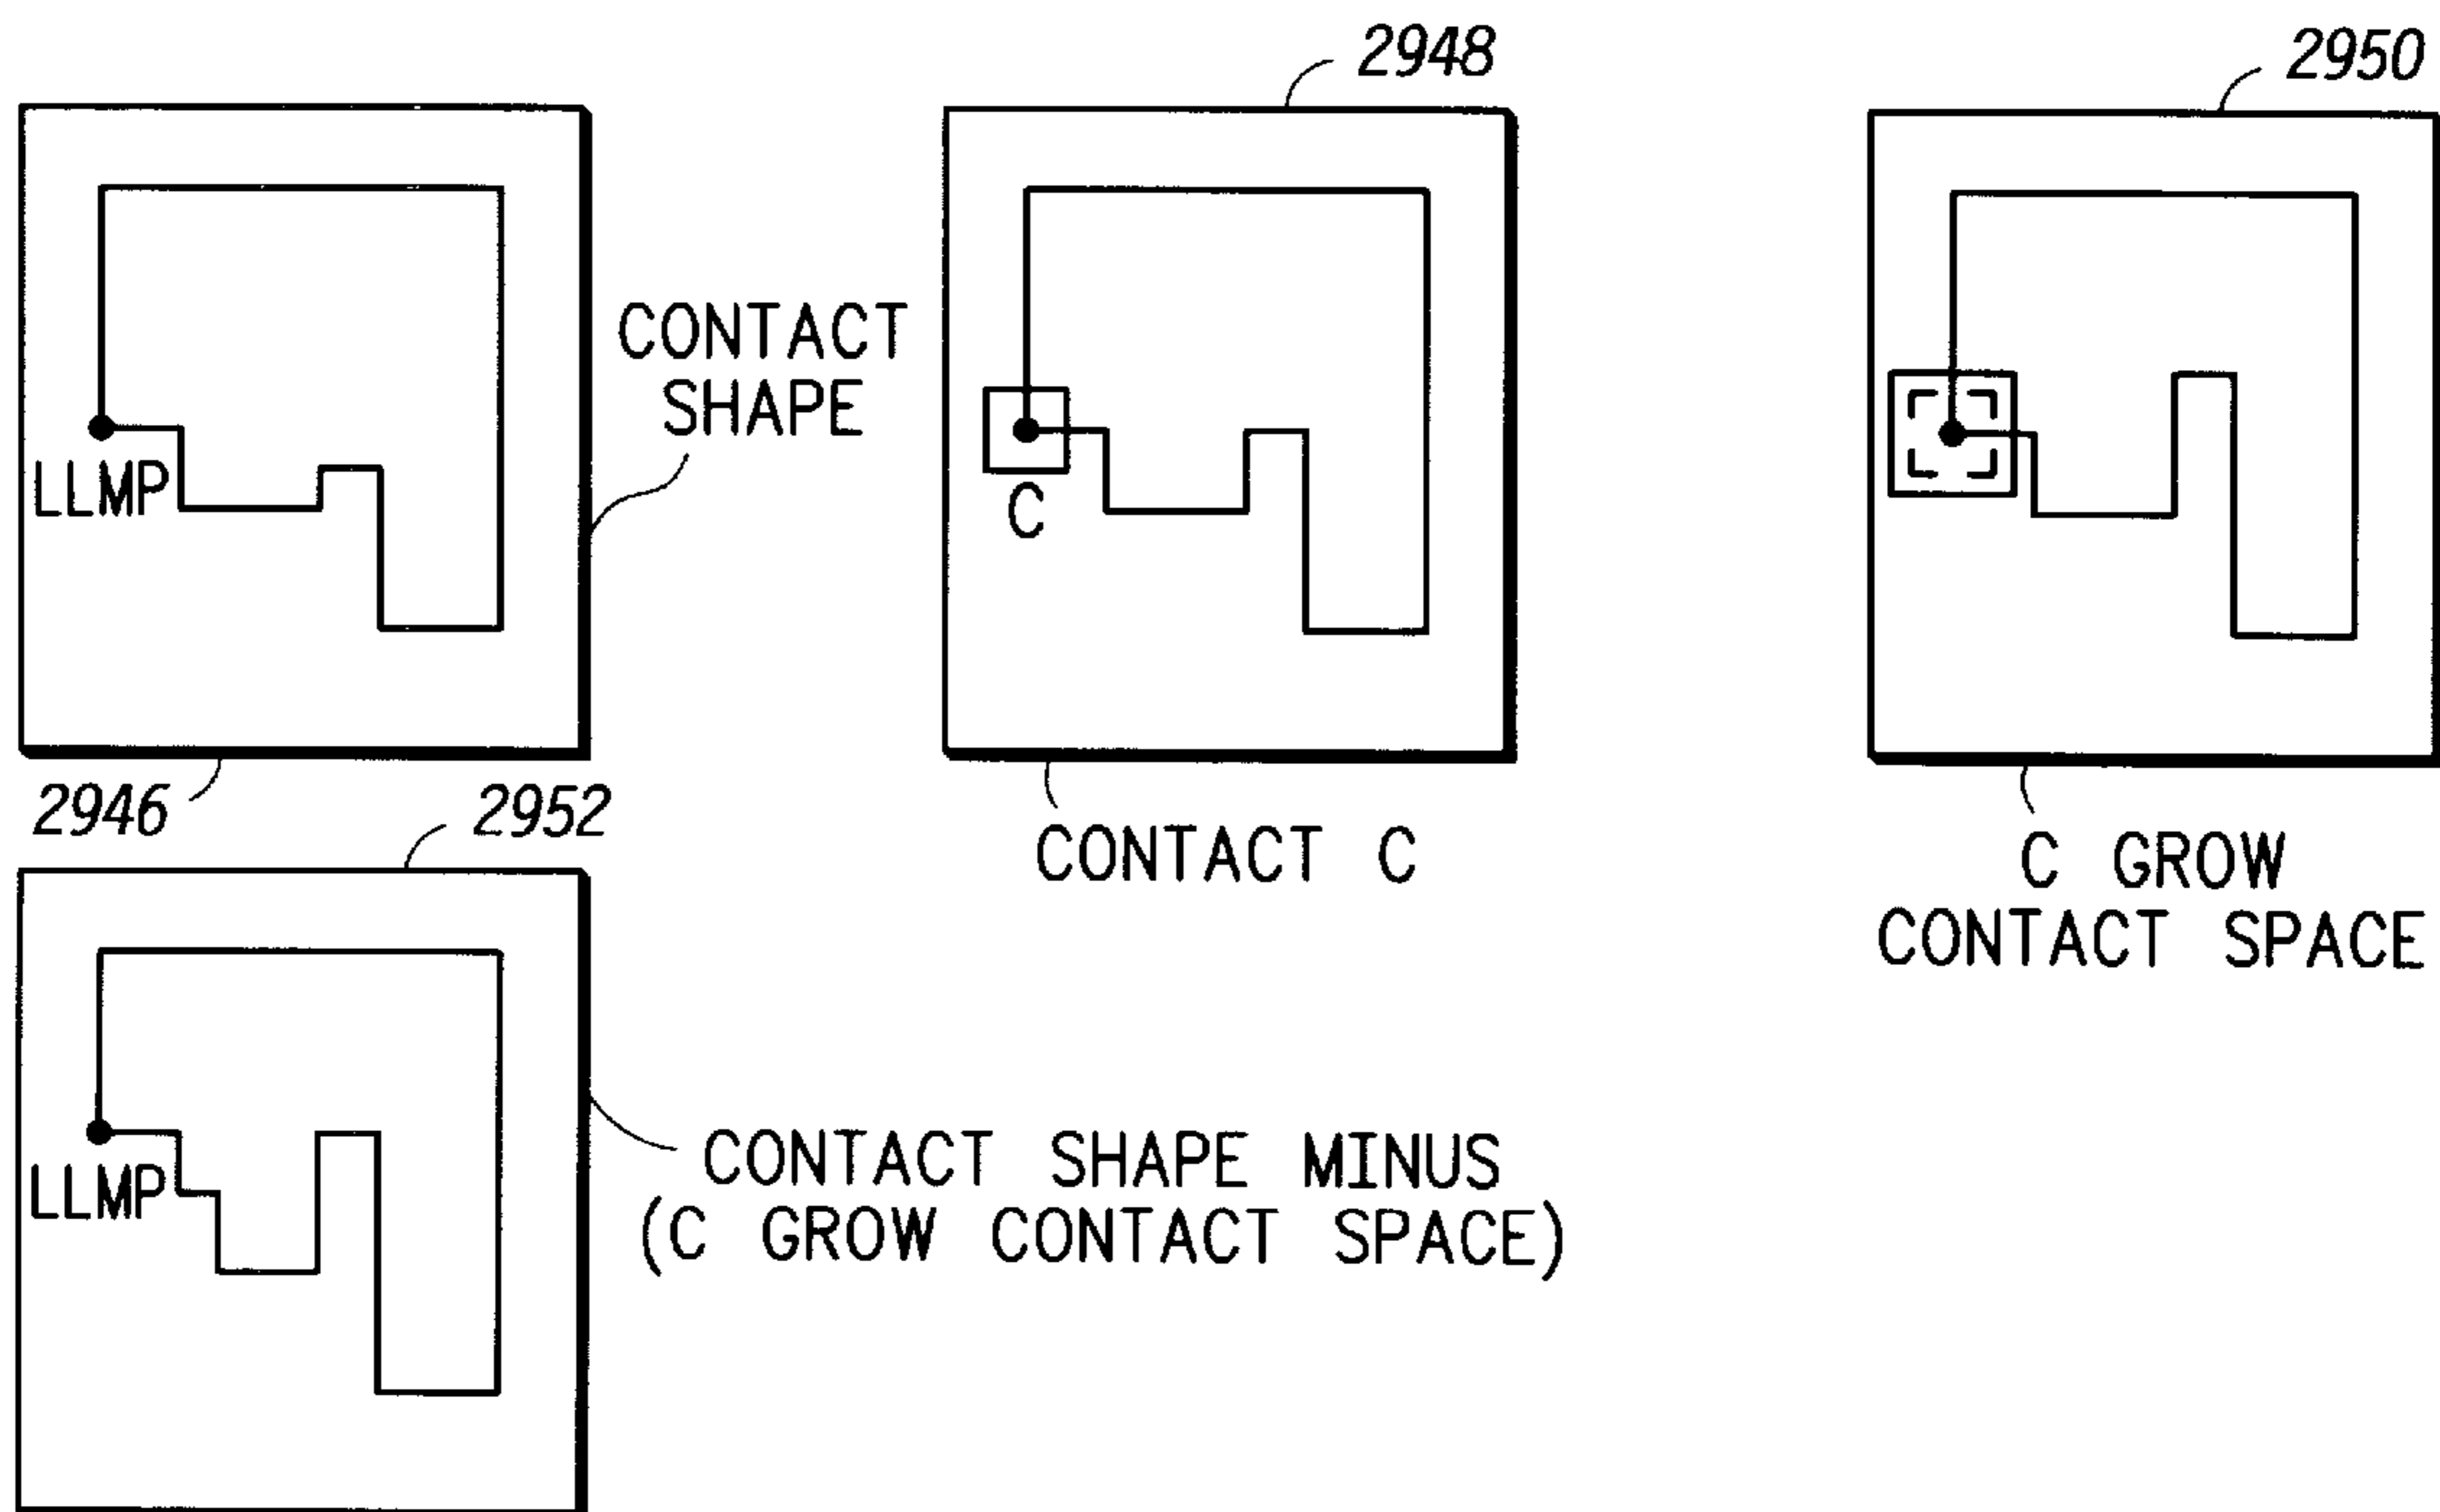 2948
2950
CONTACT
SHAPE
LLMP
C
2946
2952
CONTACT C
C GROW
CONTACT SPACE
LLMP
CONTACT SHAPE MINUS
(C GROW CONTACT SPACE)